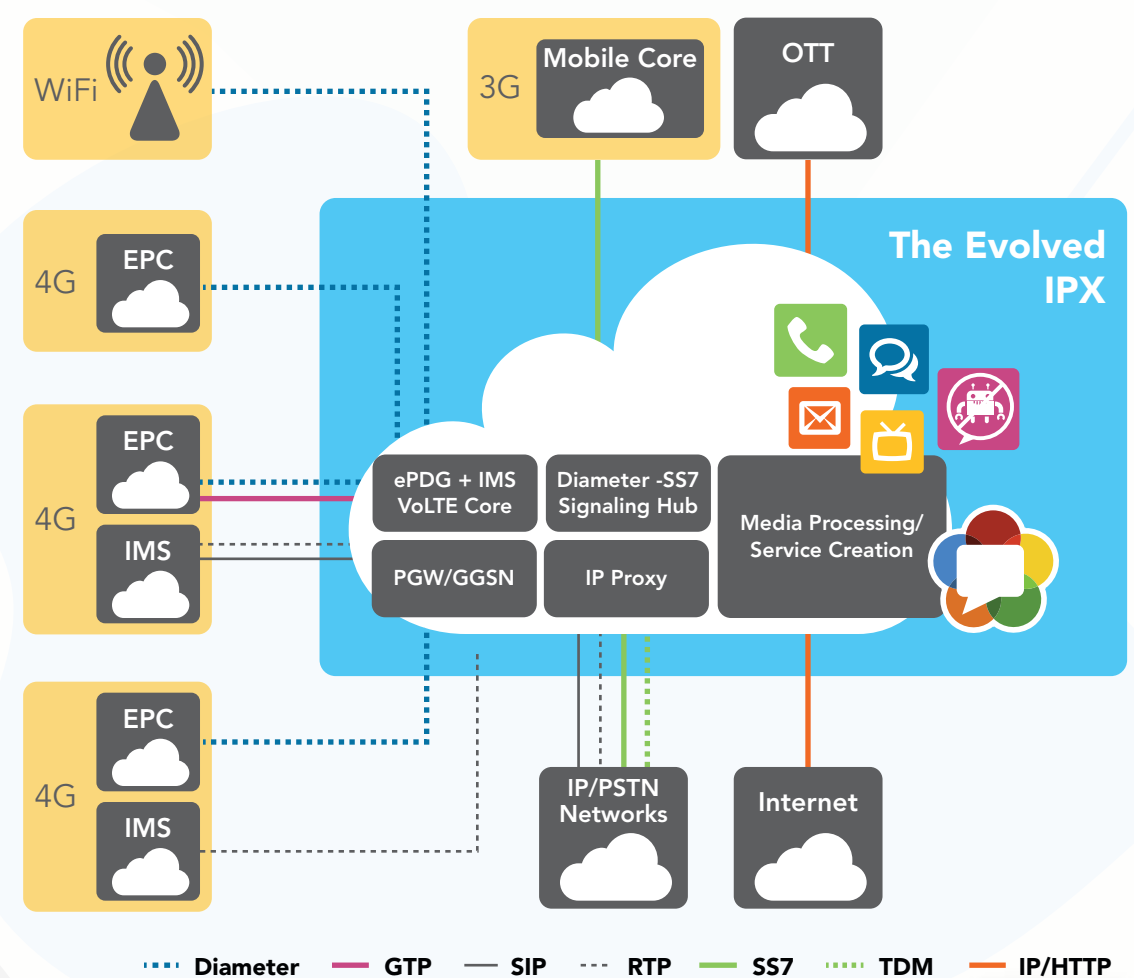 WiFi
3G
Mobile Core
OTT
The Evolved
IPX
4G
EPC
4G
EPC
IMS
ePDG + IMS
VoLTE Core
Diameter -SS7
Signaling Hub
Media Processing/
Service Creation
PGW/GGSN
IP Proxy
4G
EPC
IMS
IP/PSTN
Networks
Internet
Diameter GTP SIP RTP SS7 TDM IP/HTTP